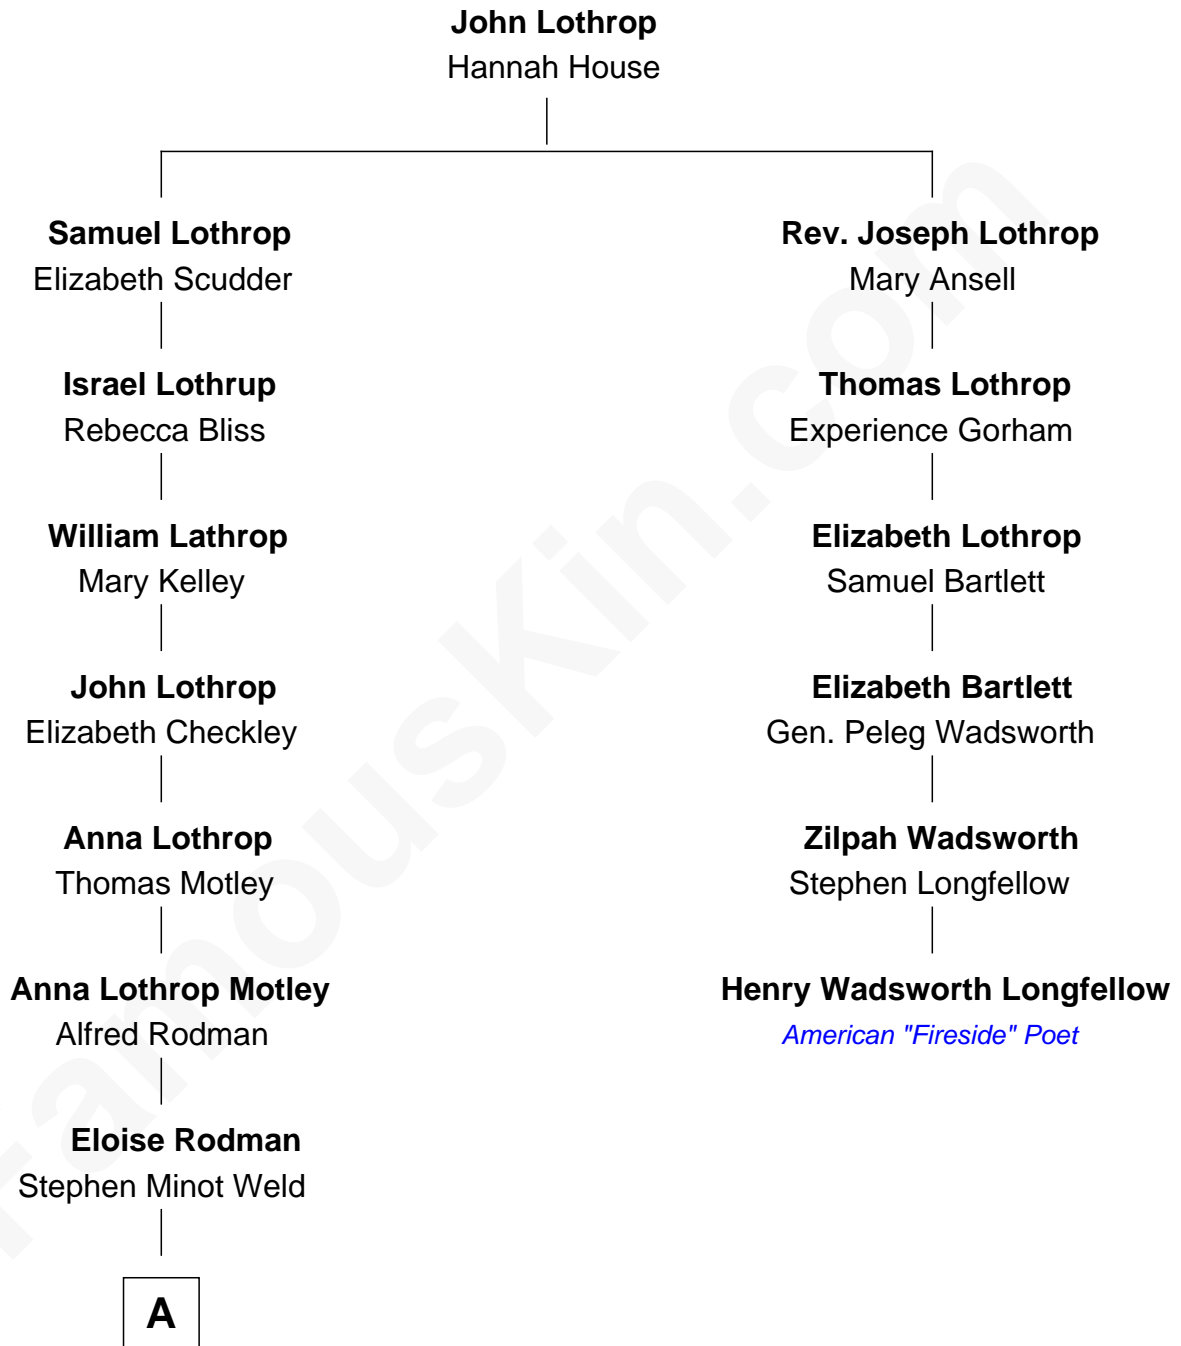 John Lothrop
Hannah House
Samuel Lothrop
Elizabeth Scudder
Rev. Joseph Lothrop
Mary Ansell
Israel Lothrup
Rebecca Bliss
Thomas Lothrop
Experience Gorham
William Lathrop
Mary Kelley
Elizabeth Lothrop
Samuel Bartlett
John Lothrop
Elizabeth Checkley
Elizabeth Bartlett
Gen. Peleg Wadsworth
Anna Lothrop
Thomas Motley
Zilpah Wadsworth
Stephen Longfellow
Anna Lothrop Motley
Alfred Rodman
Henry Wadsworth Longfellow
American "Fireside" Poet
Eloise Rodman
Stephen Minot Weld
A
FamousKin.com